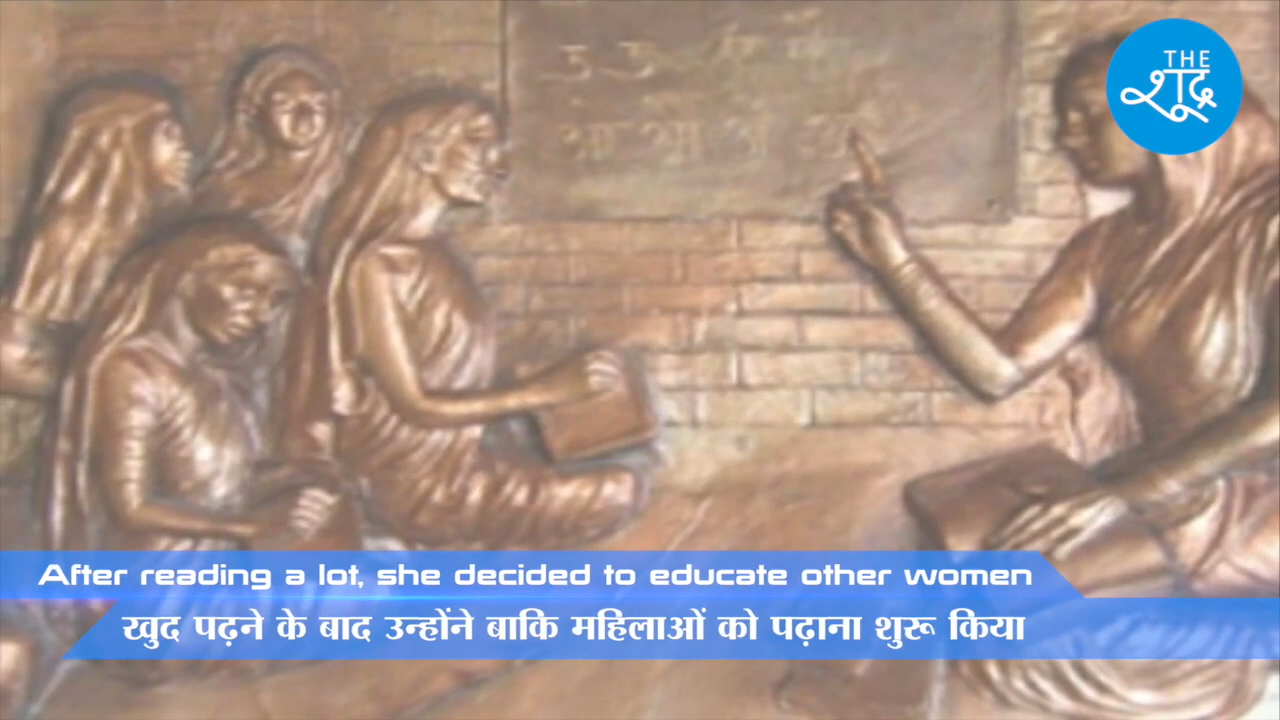 THE
शूद्र
After reading a lot, she decided to educate other women
खुद पढ़ने के बाद उन्होंने बाकि महिलाओं को पढ़ाना शुरू किया